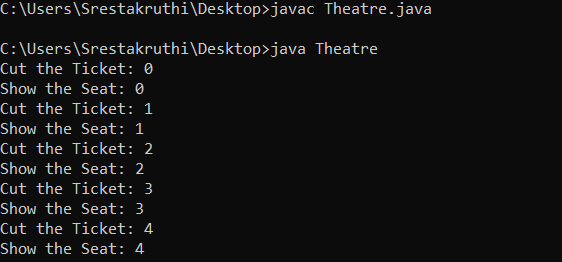 C:\Users\Srestakruthi\Desktop>javac Theatre.java
C:\Users\Srestakruthi\Desktop>java Theatre
Cut the Ticket: 0
Show the Seat: 0
Cut the Ticket: 1
Show the Seat: 1
Cut the Ticket: 2
Show the Seat: 2
Cut the Ticket: 3
Show the Seat: 3
Cut the Ticket: 4
Show the Seat: 4